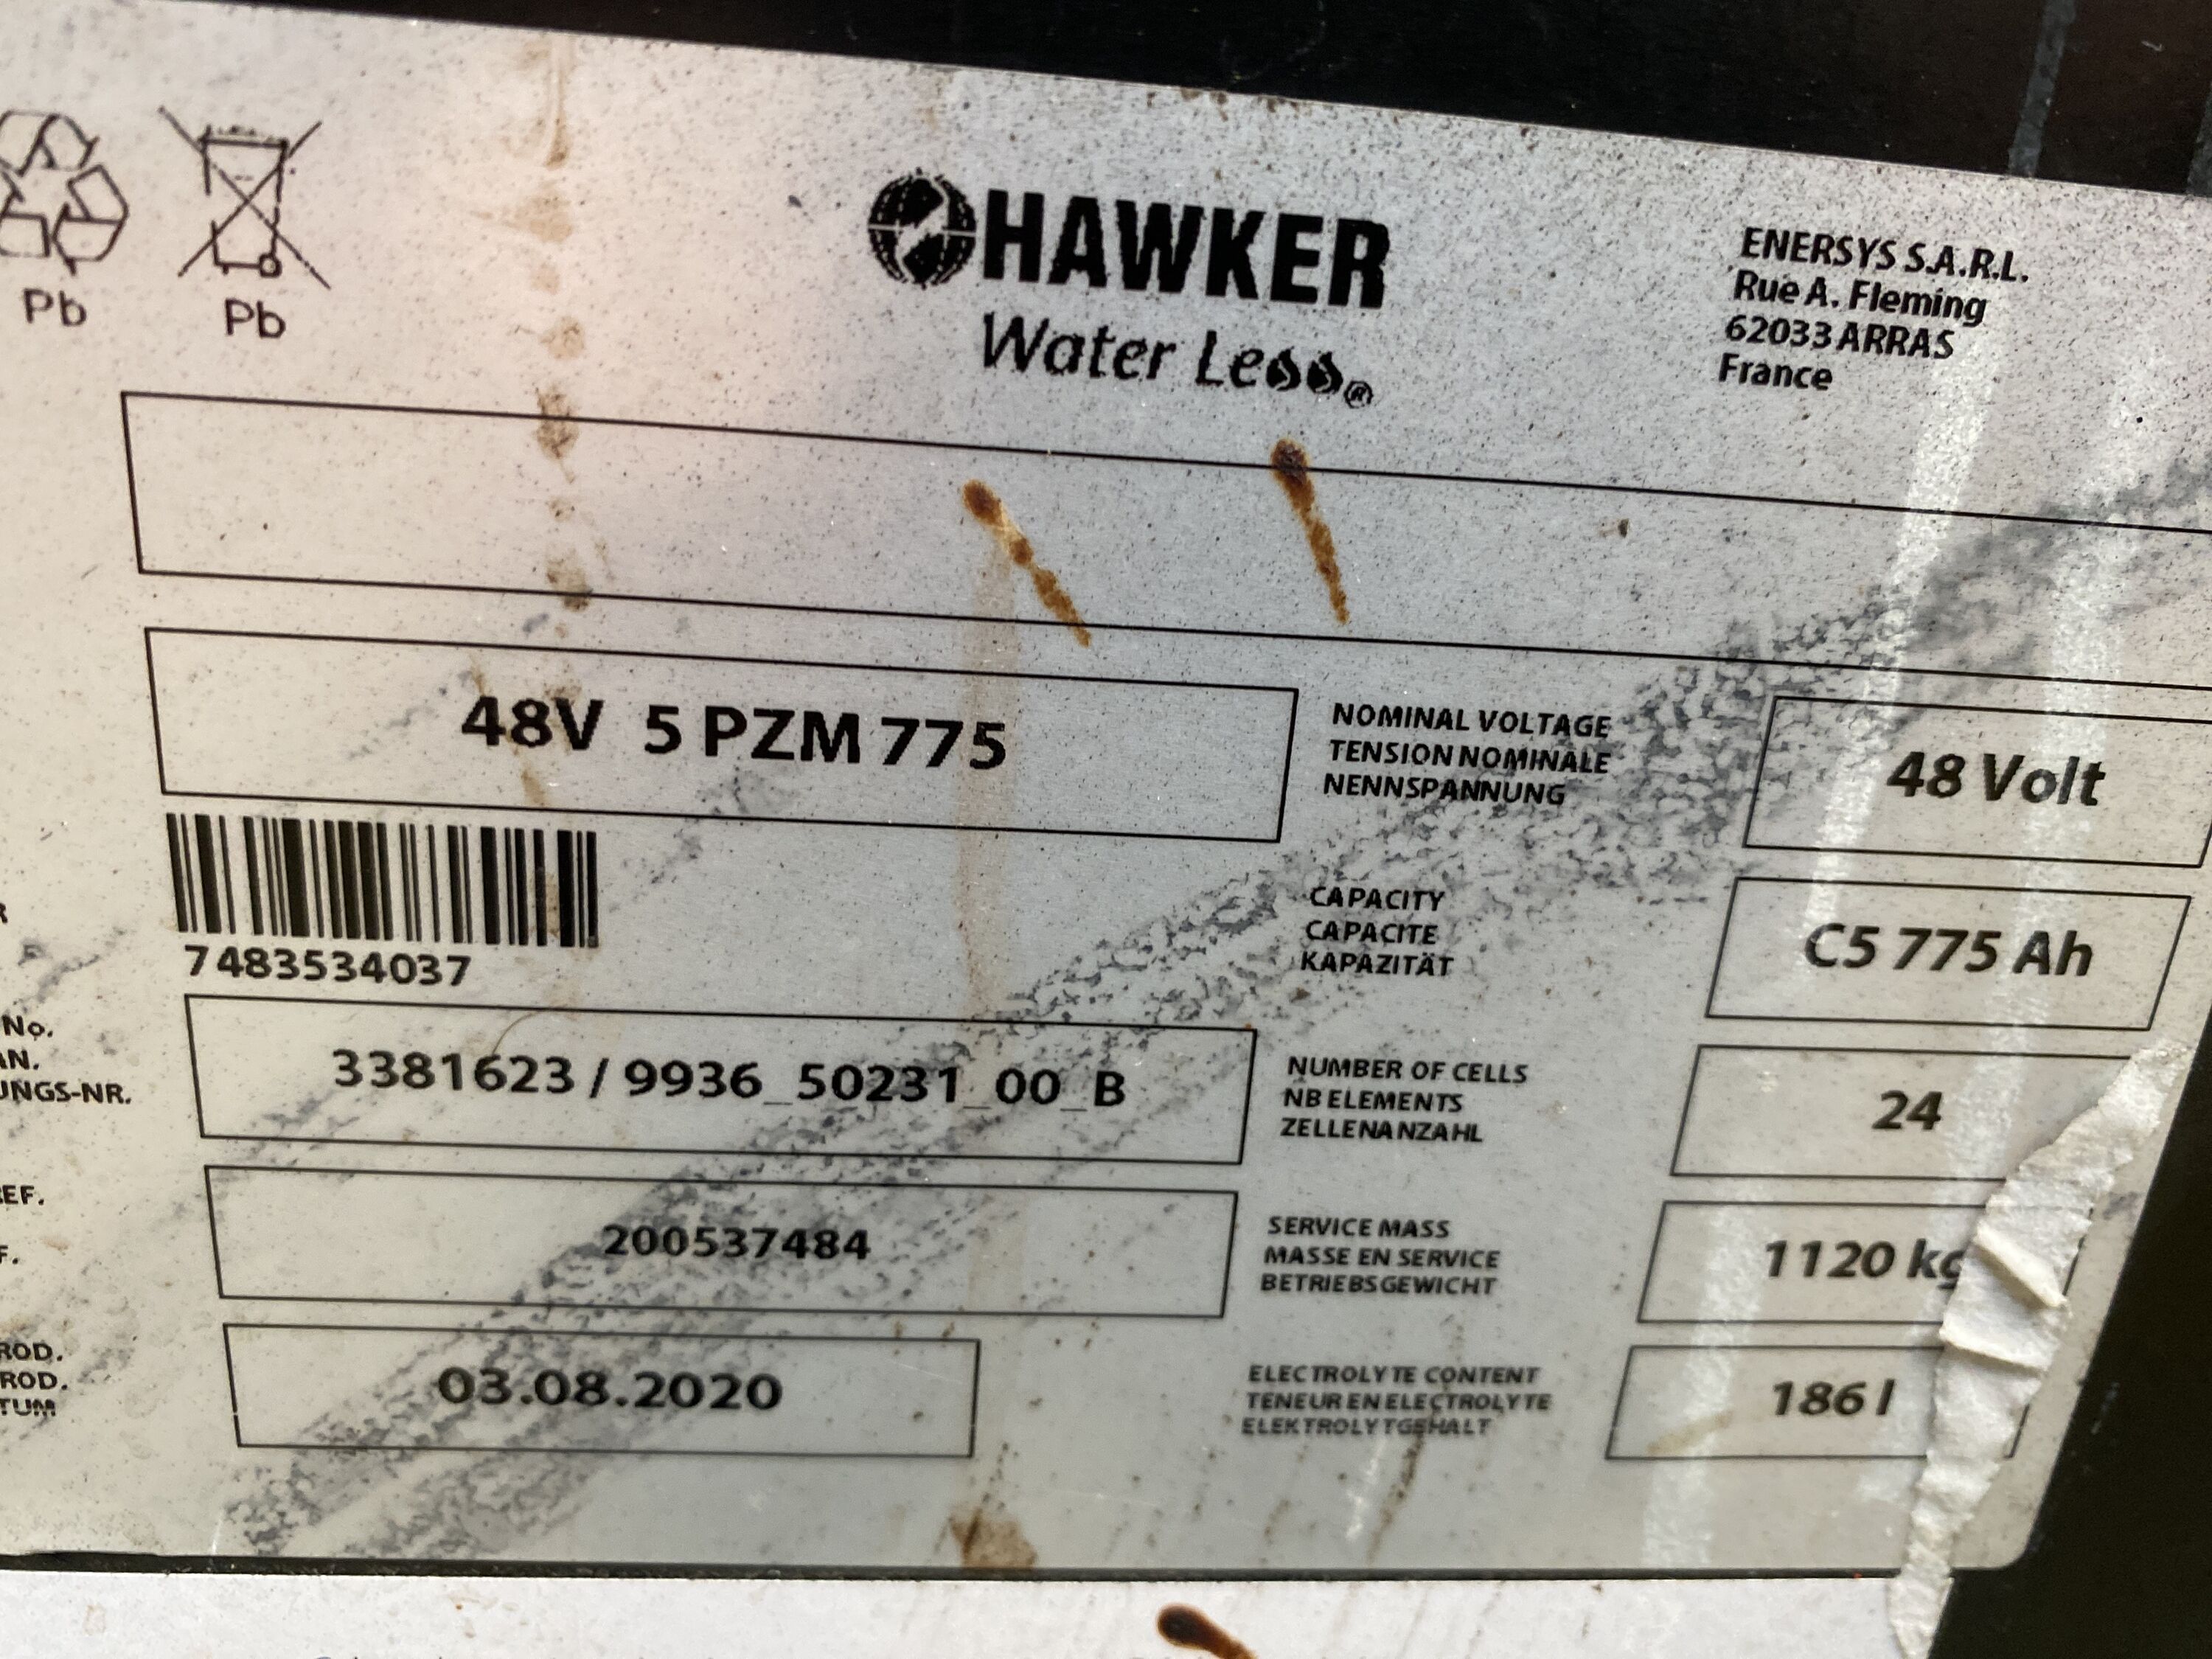 Pb
Pb
HAWKER
Water Less®
ENERSYS S.A.R.L.
Rue A. Fleming
62033 ARRAS
France
48V 5 PZM 775
NOMINAL VOLTAGE
TENSION NOMINALE
NENNSPANNUNG
48 Volt
7483534037
CAPACITY
CAPACITE
KAPAZITÄT
C5 775 Ah
No.
AN.
UNGS-NR.
3381623 / 9936_50231_00_B
NUMBER OF CELLS
NB ELEMENTS
ZELLENANZAHL
24
EF.
F.
200537484
SERVICE MASS
MASSE EN SERVICE
BETRIEBSGEWICHT
1120 kg
ROD.
ROD.
TUM
03.08.2020
ELECTROLYTE CONTENT
TENEUR EN ELECTROLYTE
ELEKTROLYTGEHALT
186 l